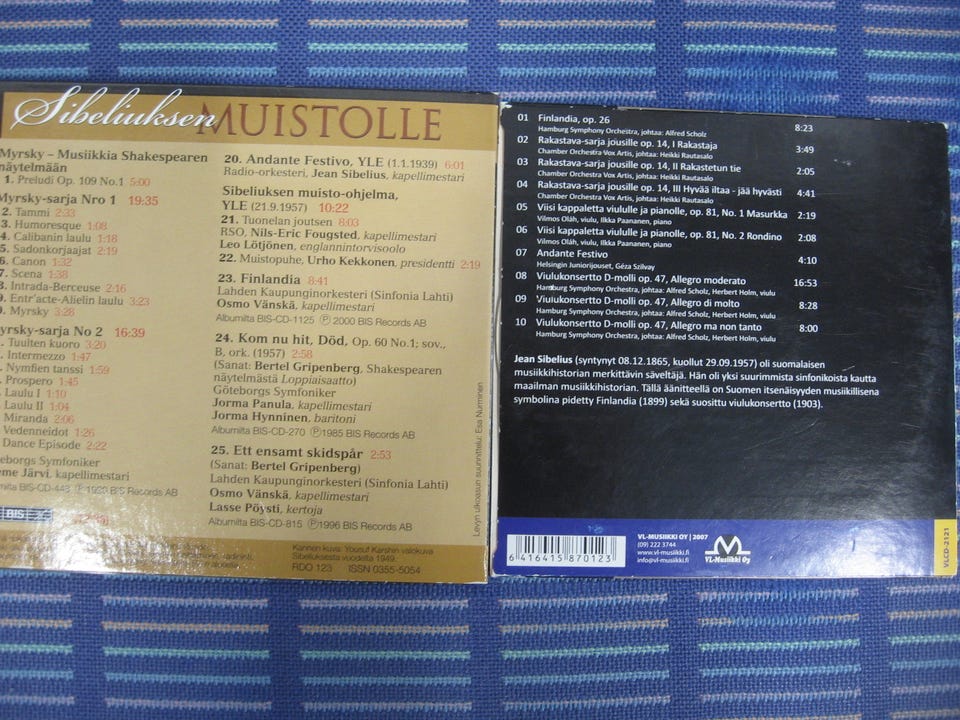 Sibeliuksen MUISTOLLE
Myrsky – Musiikkia Shakespearen
näytelmään
1. Preludi Op. 109 No.1 5:00
Myrsky-sarja Nro 1 19:35
2. Tammi 2:33
3. Humoresque 1:08
4. Calibanin laulu 1:18
5. Sadonkorjaajat 2:19
6. Canon 1:32
7. Scena 1:38
8. Intrada-Berceuse 2:16
9. Entr'acte-Alielin laulu 3:23
Myrsky 3:28
Myrsky-sarja No 2 16:39
Tuulten kuoro 3:20
Intermezzo 1:47
Nymfien tanssi 1:59
Prospero 1:45
Laulu I 1:10
Laulu II 1:04
Miranda 2:06
Vedenneidot 1:26
Dance Episode 2:22
Göteborgs Symfoniker
Järvi, kapellimestari
BIS-CD-448 BIS Records AB
BIS
20. Andante Festivo, YLE (1.1.1939) 6:01
Radio-orkesteri, Jean Sibelius, kapellimestari
Sibeliuksen muisto-ohjelma,
YLE (21.9.1957) 10:22
21. Tuonelan joutsen 8:03
RSO, Nils-Eric Fougsted, kapellimestari
Leo Lötjönen, englannintorvisoolo
22. Muistopuhe, Urho Kekkonen, presidentti 2:19
23. Finlandia 8:41
Lahden Kaupunginorkesteri (Sinfonia Lahti)
Osmo Vänskä, kapellimestari
Albumilta BIS-CD-1125 Ⓟ 2000 BIS Records AB
24. Kom nu hit, Död, Op. 60 No.1; sov.,
B, ork. (1957) 2:58
(Sanat: Bertel Gripenberg, Shakespearen
näytelmästä Loppiaisaatto)
Göteborgs Symfoniker
Jorma Panula, kapellimestari
Jorma Hynninen, baritoni
Albumilta BIS-CD-270 Ⓟ1985 BIS Records AB
25. Ett ensamt skidspår 2:53
(Sanat: Bertel Gripenberg)
Lahden Kaupunginorkesteri (Sinfonia Lahti)
Osmo Vänskä, kapellimestari
Lasse Pöysti, kertoja
Albumilta BIS-CD-815 Ⓟ1996 BIS Records AB
Levyn ulkoasun suunnittelu: Esa Nurminen
Kannen kuva: Yousuf Karshin valokuva
Sibeliuksesta vuodelta 1949.
RDO 123 ISSN 0355-5054
01 Finlandia, op. 26 8:23
Hamburg Symphony Orchestra, johtaa: Alfred Scholz
02 Rakastava-sarja jousille op. 14, I Rakastaja 3:49
Chamber Orchestra Vox Artis, johtaa: Heikki Rautasalo
03 Rakastava-sarja jousille op. 14, II Rakastetun tie 2:05
Chamber Orchestra Vox Artis, johtaa: Heikki Rautasalo
04 Rakastava-sarja jousille op. 14, III Hyvää iltaa - jää hyvästi 4:41
Chamber Orchestra Vox Artis, johtaa: Heikki Rautasalo
05 Viisi kappaletta viululle ja pianolle, op. 81, No. 1 Masurkka 2:19
Vilmos Oláh, viulu, Ilkka Paananen, piano
06 Viisi kappaletta viululle ja pianolle, op. 81, No. 2 Rondino 2:08
Vilmos Oláh, viulu, Ilkka Paananen, piano
07 Andante Festivo 4:10
Helsingin Juniorijouset, Géza Szilvay
08 Viulukonsertto D-molli op. 47, Allegro moderato 16:53
Hamburg Symphony Orchestra, johtaa: Alfred Scholz, Herbert Holm, viulu
09 Viulukonsertto D-molli op. 47, Allegro di molto 8:28
Hamburg Symphony Orchestra, johtaa: Alfred Scholz, Herbert Holm, viulu
10 Viulukonsertto D-molli op. 47, Allegro ma non tanto 8:00
Hamburg Symphony Orchestra, johtaa: Alfred Scholz, Herbert Holm, viulu
Jean Sibelius (syntynyt 08.12.1865, kuollut 29.09.1957) oli suomalaisen
musiikkihistorian merkittävin säveltäjä. Hän oli yksi suurimmista sinfonikoista kautta
maailman musiikkihistorian. Tällä äänitteellä on Suomen itsenäisyyden musiikillisena
symbolina pidetty Finlandia (1899) sekä suosittu viulukonsertto (1903).
6 416415 870123
VL-MUSIIKKI OY | 2007
(09) 222 3744
www.vl-musiikki.fi
info@vl-musiikki.fi
VL-Musiikki Oy
VLCD-2121